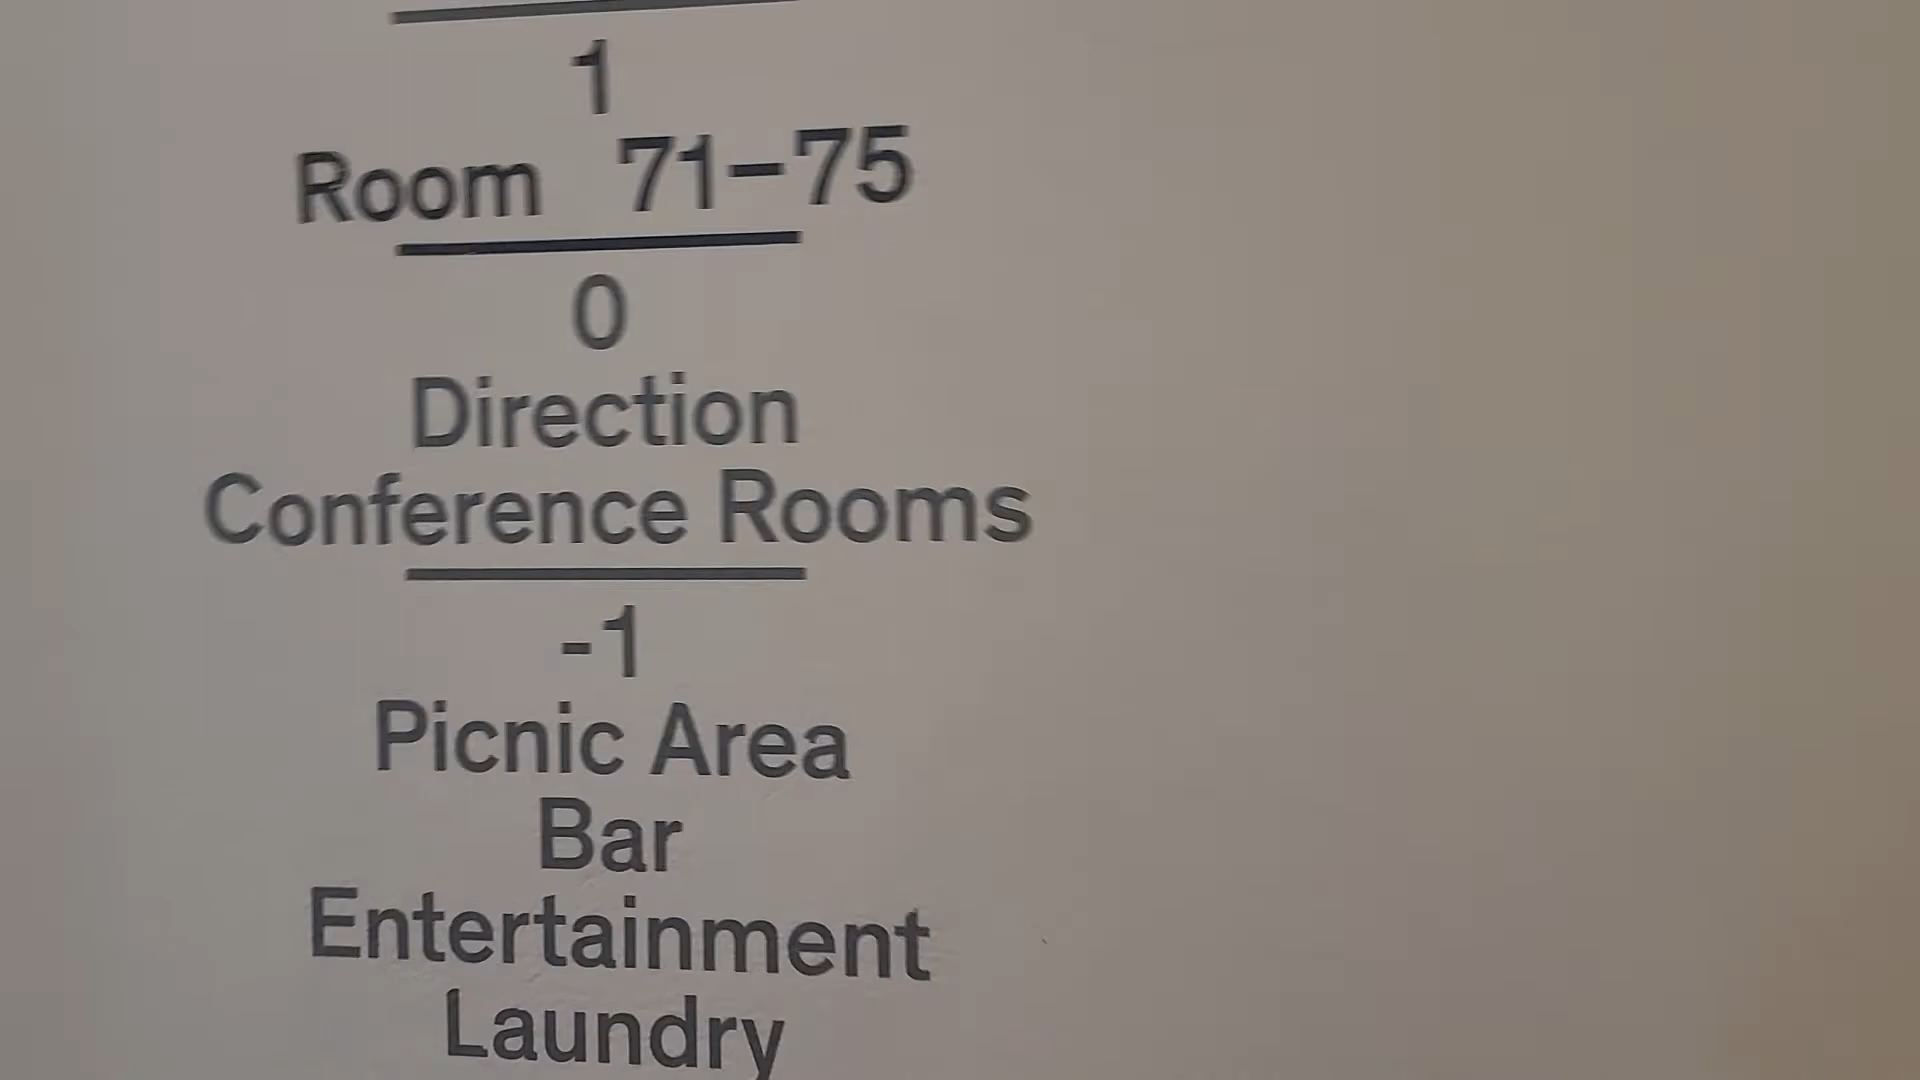 1
Room 71–75
0
Direction
Conference Rooms
-1
Picnic Area
Bar
Entertainment
Laundry